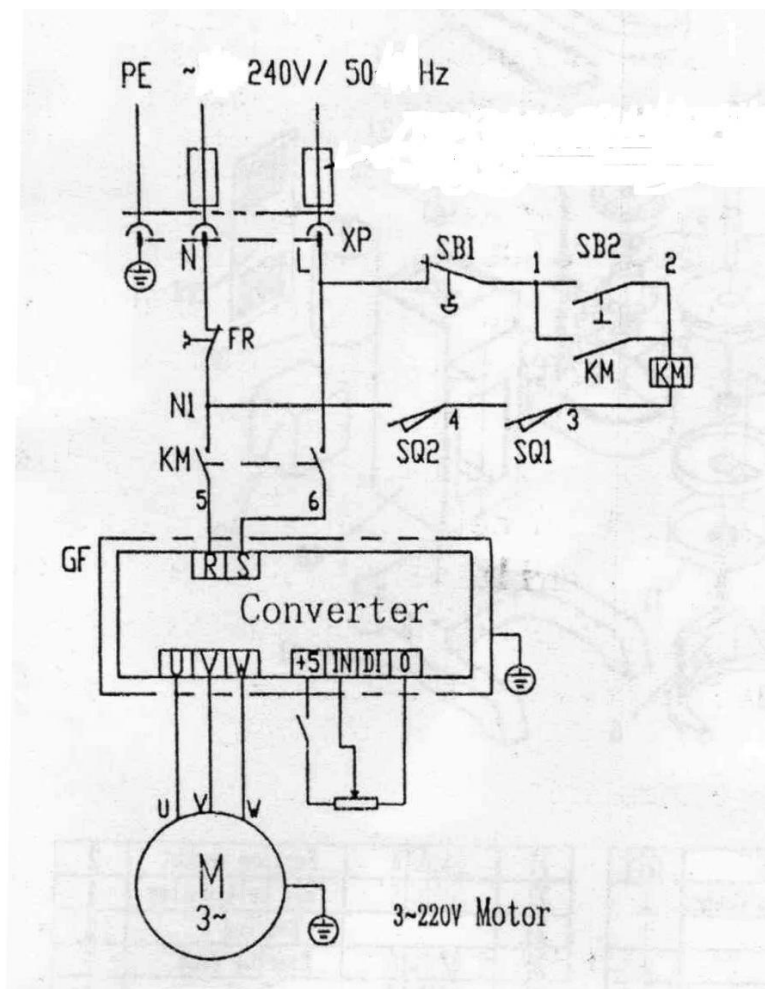 PE ~ 240V/ 50 Hz
N L XP
SB1 1 SB2 2
FR
KM KM
N1
SQ2 4 SQ1 3
KM
5 6
GF
R S
Converter
U V W +5 IN DI 0
U V W
M
3~
3~220V Motor